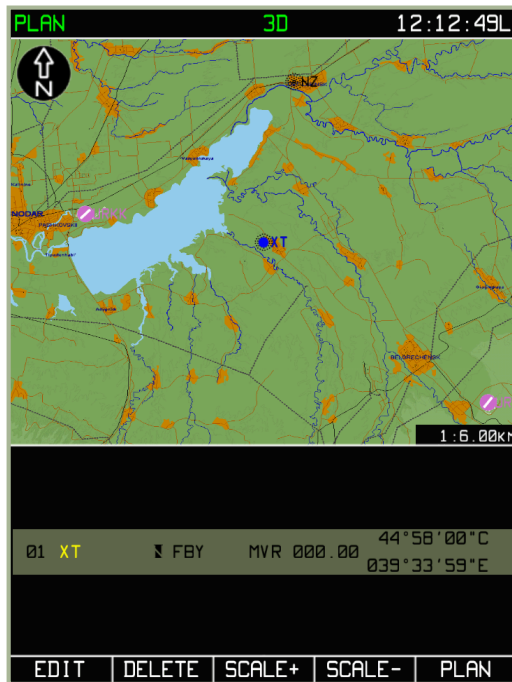 PLAN 3D 12:12:49L
N
NZ
NODAR
XT
BELORECHENSK
1:6.00KM
01 XT FBY MVR 000.00 44°58'00"C
039°33'59"E
EDIT DELETE SCALE+ SCALE- PLAN